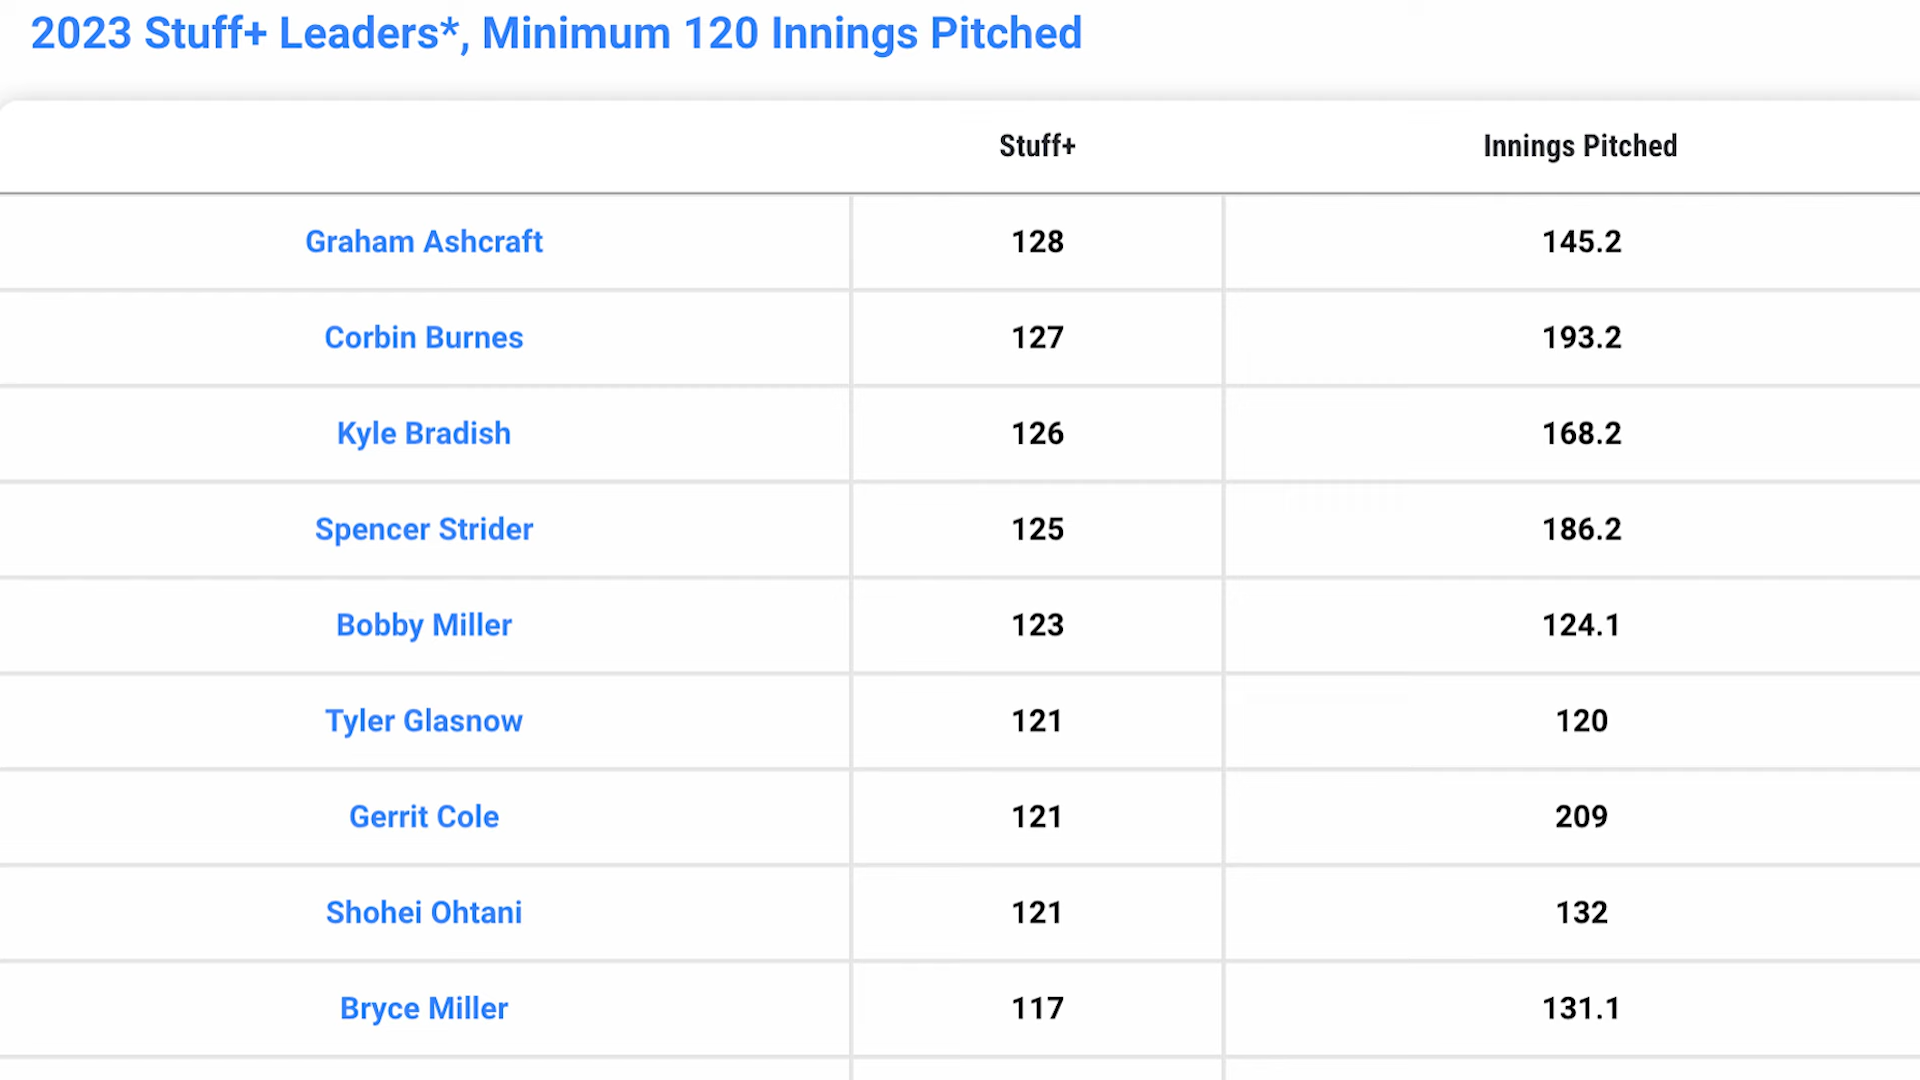 2023 Stuff+ Leaders*, Minimum 120 Innings Pitched
Stuff+ Innings Pitched
Graham Ashcraft 128 145.2
Corbin Burnes 127 193.2
Kyle Bradish 126 168.2
Spencer Strider 125 186.2
Bobby Miller 123 124.1
Tyler Glasnow 121 120
Gerrit Cole 121 209
Shohei Ohtani 121 132
Bryce Miller 117 131.1